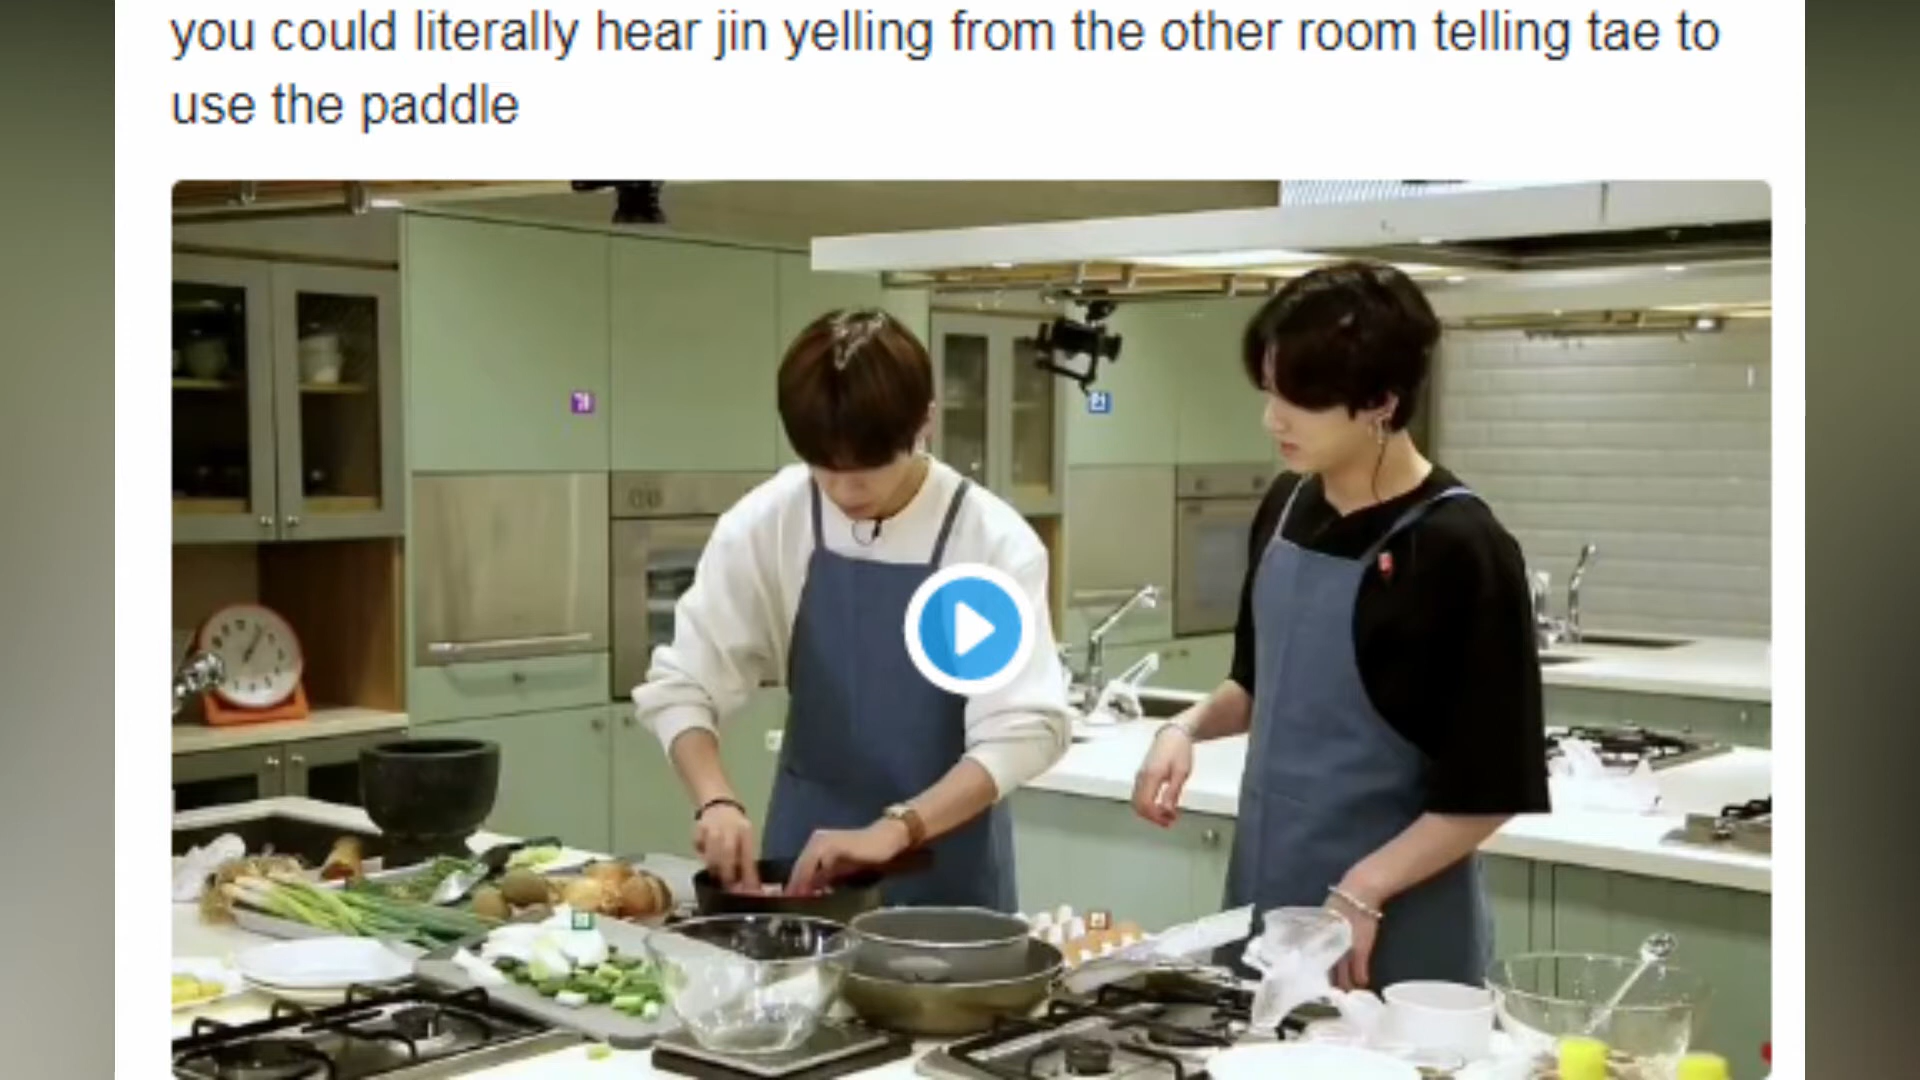 you could literally hear jin yelling from the other room telling tae to
use the paddle